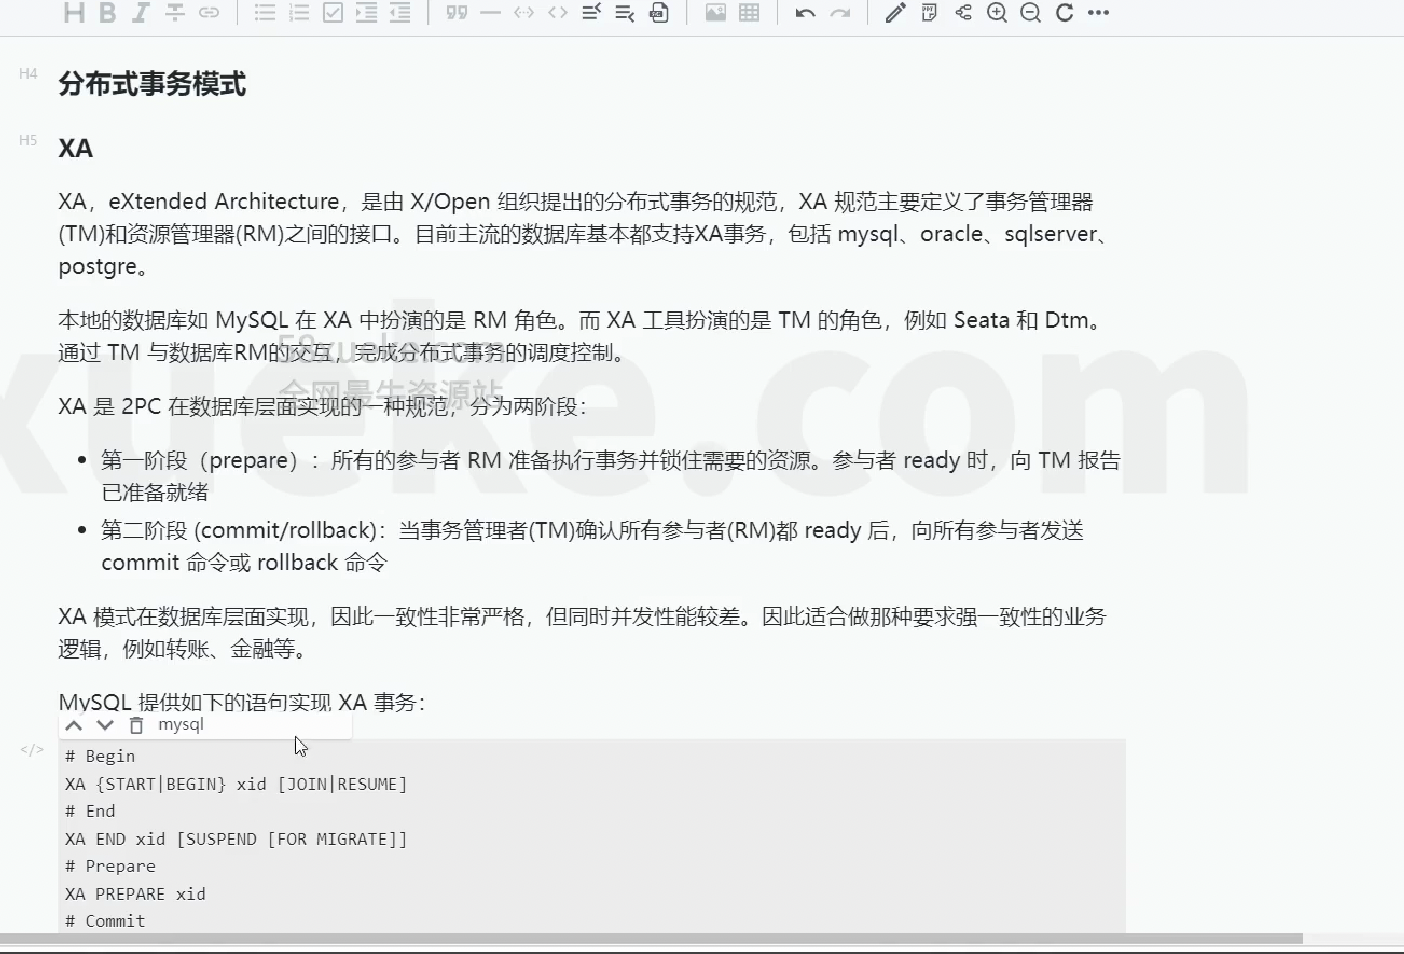 H4
分布式事务模式
H5
XA
XA，eXtended Architecture，是由 X/Open 组织提出的分布式事务的规范，XA 规范主要定义了事务管理器
(TM)和资源管理器(RM)之间的接口。目前主流的数据库基本都支持XA事务，包括 mysql、oracle、sqlserver、
postgre。
本地的数据库如 MySQL 在 XA 中扮演的是 RM 角色。而 XA 工具扮演的是 TM 的角色，例如 Seata 和 Dtm。
58xueke.com
通过 TM 与数据库RM的交互，完成分布式事务的调度控制。
全网最牛资源站
xueke.com
XA 是 2PC 在数据库层面实现的一种规范，分为两阶段：
• 第一阶段（prepare）：所有的参与者 RM 准备执行事务并锁住需要的资源。参与者 ready 时，向 TM 报告
已准备就绪
• 第二阶段 (commit/rollback)：当事务管理者(TM)确认所有参与者(RM)都 ready 后，向所有参与者发送
commit 命令或 rollback 命令
XA 模式在数据库层面实现，因此一致性非常严格，但同时并发性能较差。因此适合做那种要求强一致性的业务
逻辑，例如转账、金融等。
MySQL 提供如下的语句实现 XA 事务：
mysql
</>
# Begin
XA {START|BEGIN} xid [JOIN|RESUME]
# End
XA END xid [SUSPEND [FOR MIGRATE]]
# Prepare
XA PREPARE xid
# Commit